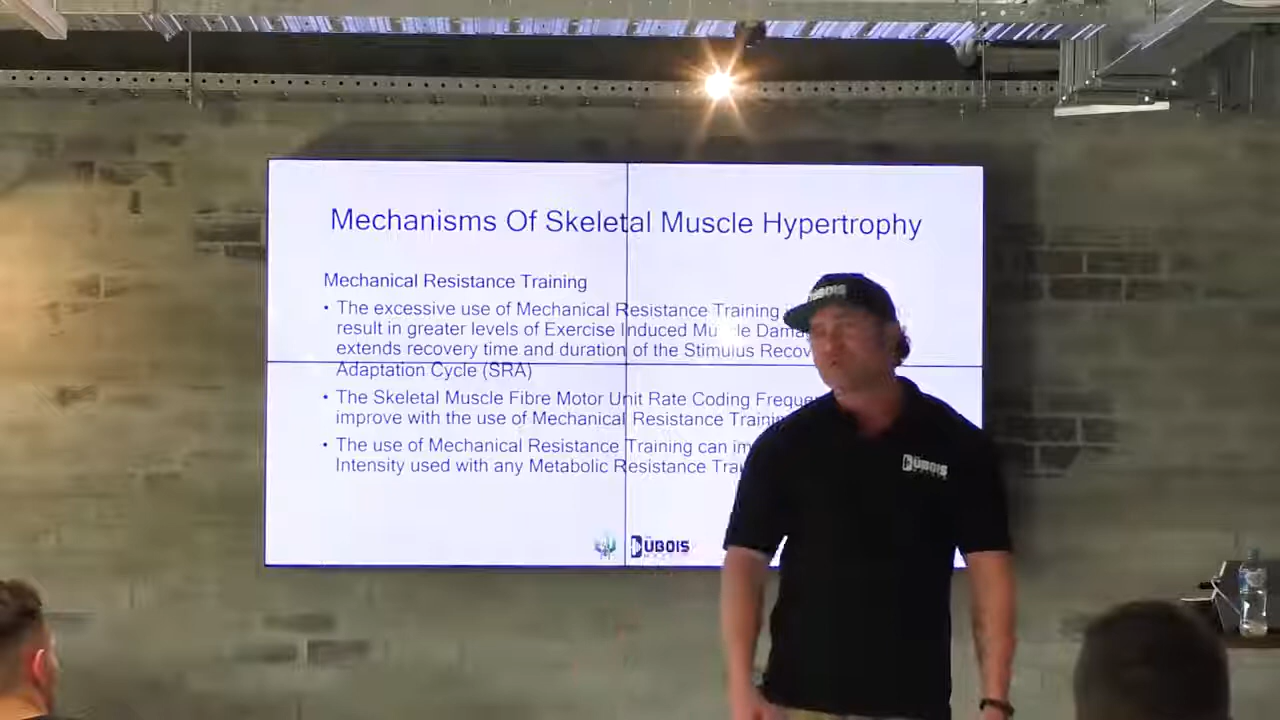 Mechanisms Of Skeletal Muscle Hypertrophy
Mechanical Resistance Training
• The excessive use of Mechanical Resistance Training
result in greater levels of Exercise Induced Muscle
extends recovery time and duration of the Stimulus
Adaptation Cycle (SRA)
• The Skeletal Muscle Fibre Motor Unit Rate Coding
improve with the use of Mechanical Resistance
• The use of Mechanical Resistance Training can
Intensity used with any Metabolic Resistance
DÜBOIS
DÜBOIS